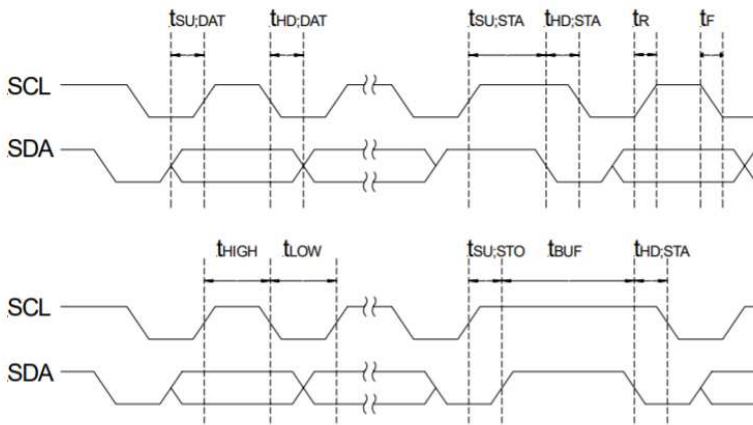 tSU;DAT tHD;DAT tSU;STA tHD;STA tR tF
SCL
SDA
tHIGH tLOW tSU;STO tBUF tHD;STA
SCL
SDA